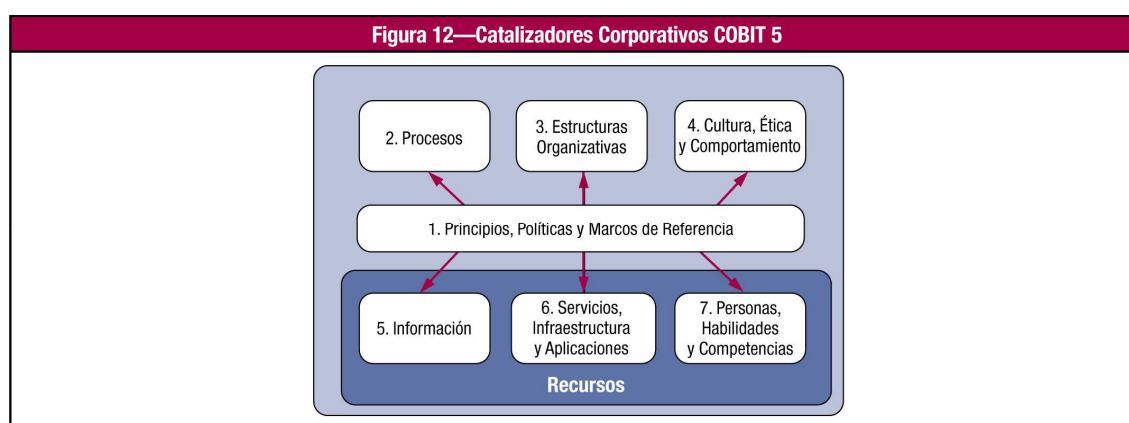 Figura 12—Catalizadores Corporativos COBIT 5
2. Procesos
3. Estructuras
Organizativas
4. Cultura, Ética
y Comportamiento
1. Principios, Políticas y Marcos de Referencia
5. Información
6. Servicios,
Infraestructura
y Aplicaciones
7. Personas,
Habilidades
y Competencias
Recursos